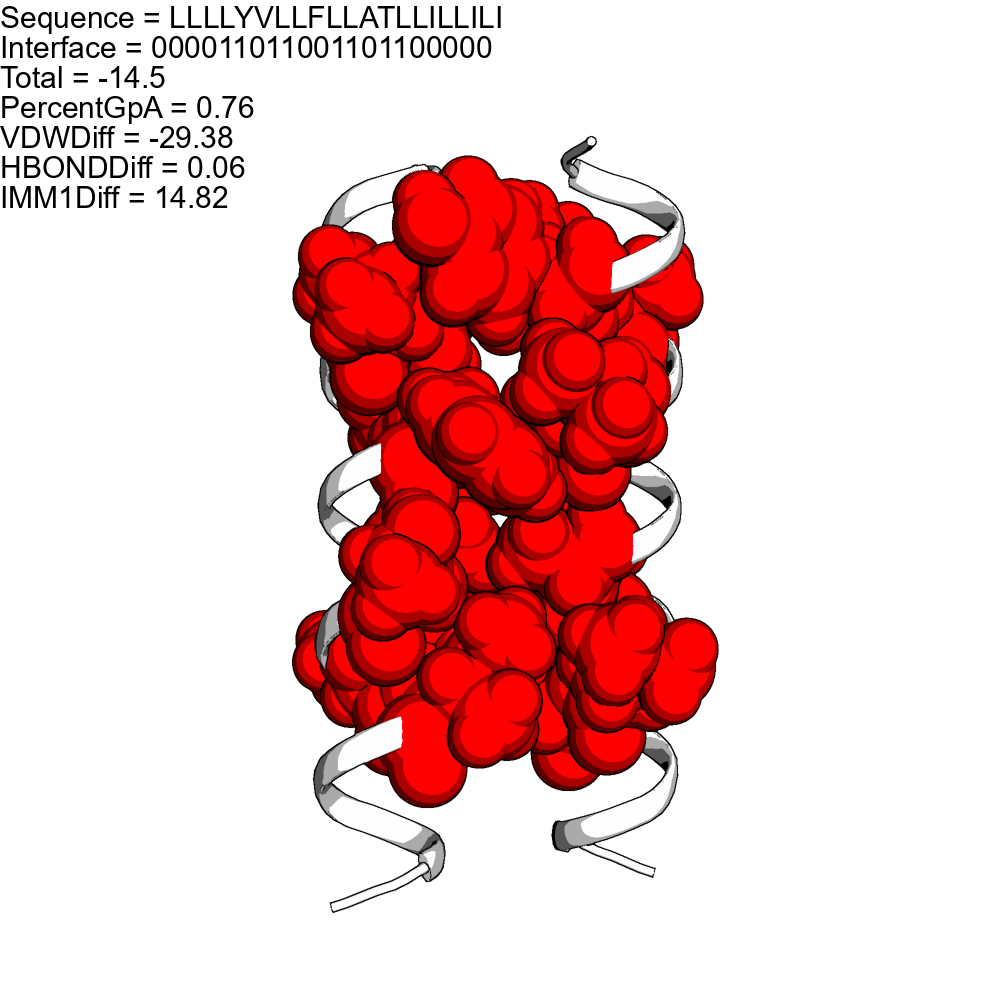 Sequence = LLLLYVLLFLLATLLILLILI
Interface = 000011011001101100000
Total = -14.5
PercentGpA = 0.76
VDWDiff = -29.38
HBONDDiff = 0.06
IMM1Diff = 14.82